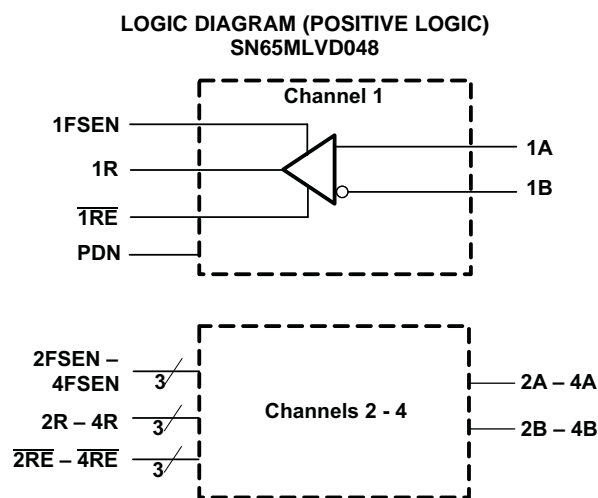 LOGIC DIAGRAM (POSITIVE LOGIC)
SN65MLVD048
Channel 1
1FSEN
1R
1A
1B
1RE
PDN
2FSEN –
4FSEN
3
2R – 4R
3
2RE – 4RE
3
Channels 2 - 4
2A – 4A
2B – 4B